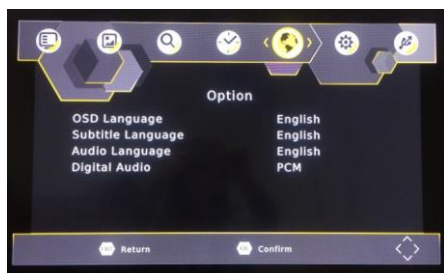 Option
OSD Language English
Subtitle Language English
Audio Language English
Digital Audio PCM
Return Confirm